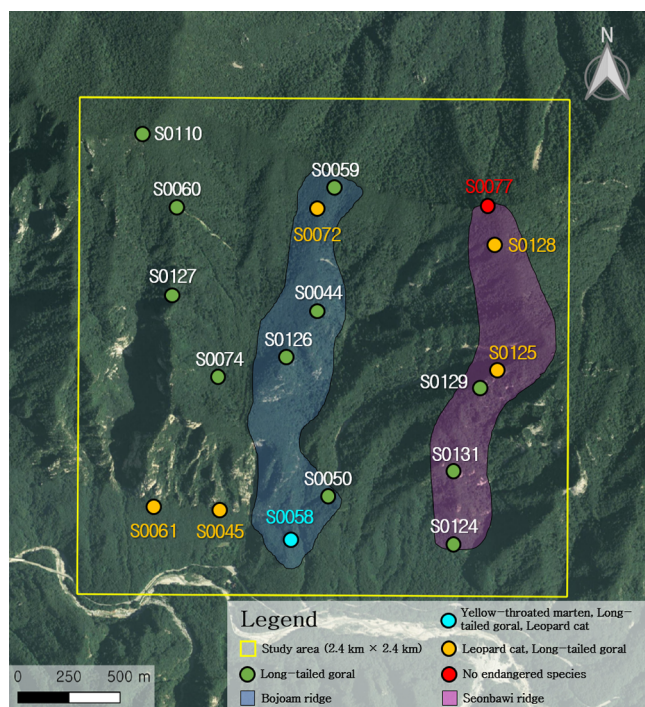 N
S0110
S0059
S0077
S0060
S0072
S0128
S0127
S0044
S0126
S0125
S0074
S0129
S0131
S0050
S0061
S0045
S0058
S0124
Legend
Study area (2.4 km × 2.4 km)
Long-tailed goral
Bojoam ridge
Yellow-throated marten, Long-
tailed goral, Leopard cat
Leopard cat, Long-tailed goral
No endangered species
Seonbawi ridge
0 250 500 m